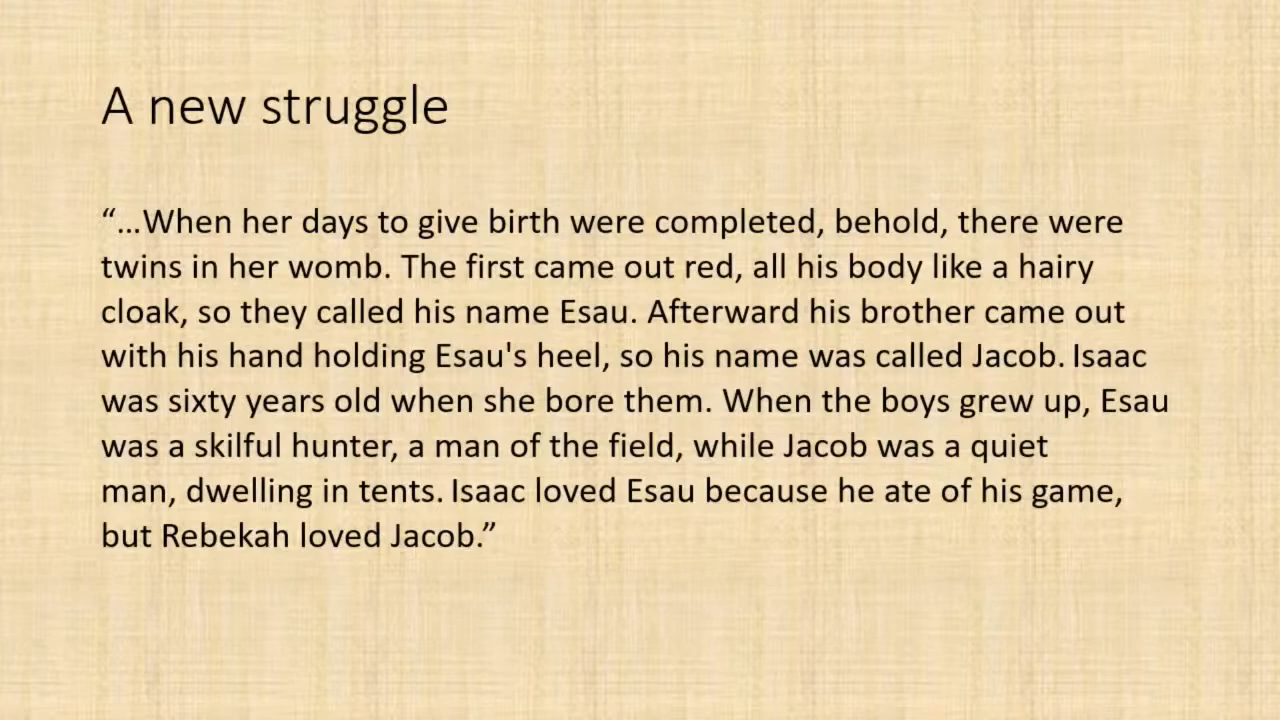 A new struggle
“…When her days to give birth were completed, behold, there were
twins in her womb. The first came out red, all his body like a hairy
cloak, so they called his name Esau. Afterward his brother came out
with his hand holding Esau's heel, so his name was called Jacob. Isaac
was sixty years old when she bore them. When the boys grew up, Esau
was a skilful hunter, a man of the field, while Jacob was a quiet
man, dwelling in tents. Isaac loved Esau because he ate of his game,
but Rebekah loved Jacob.”